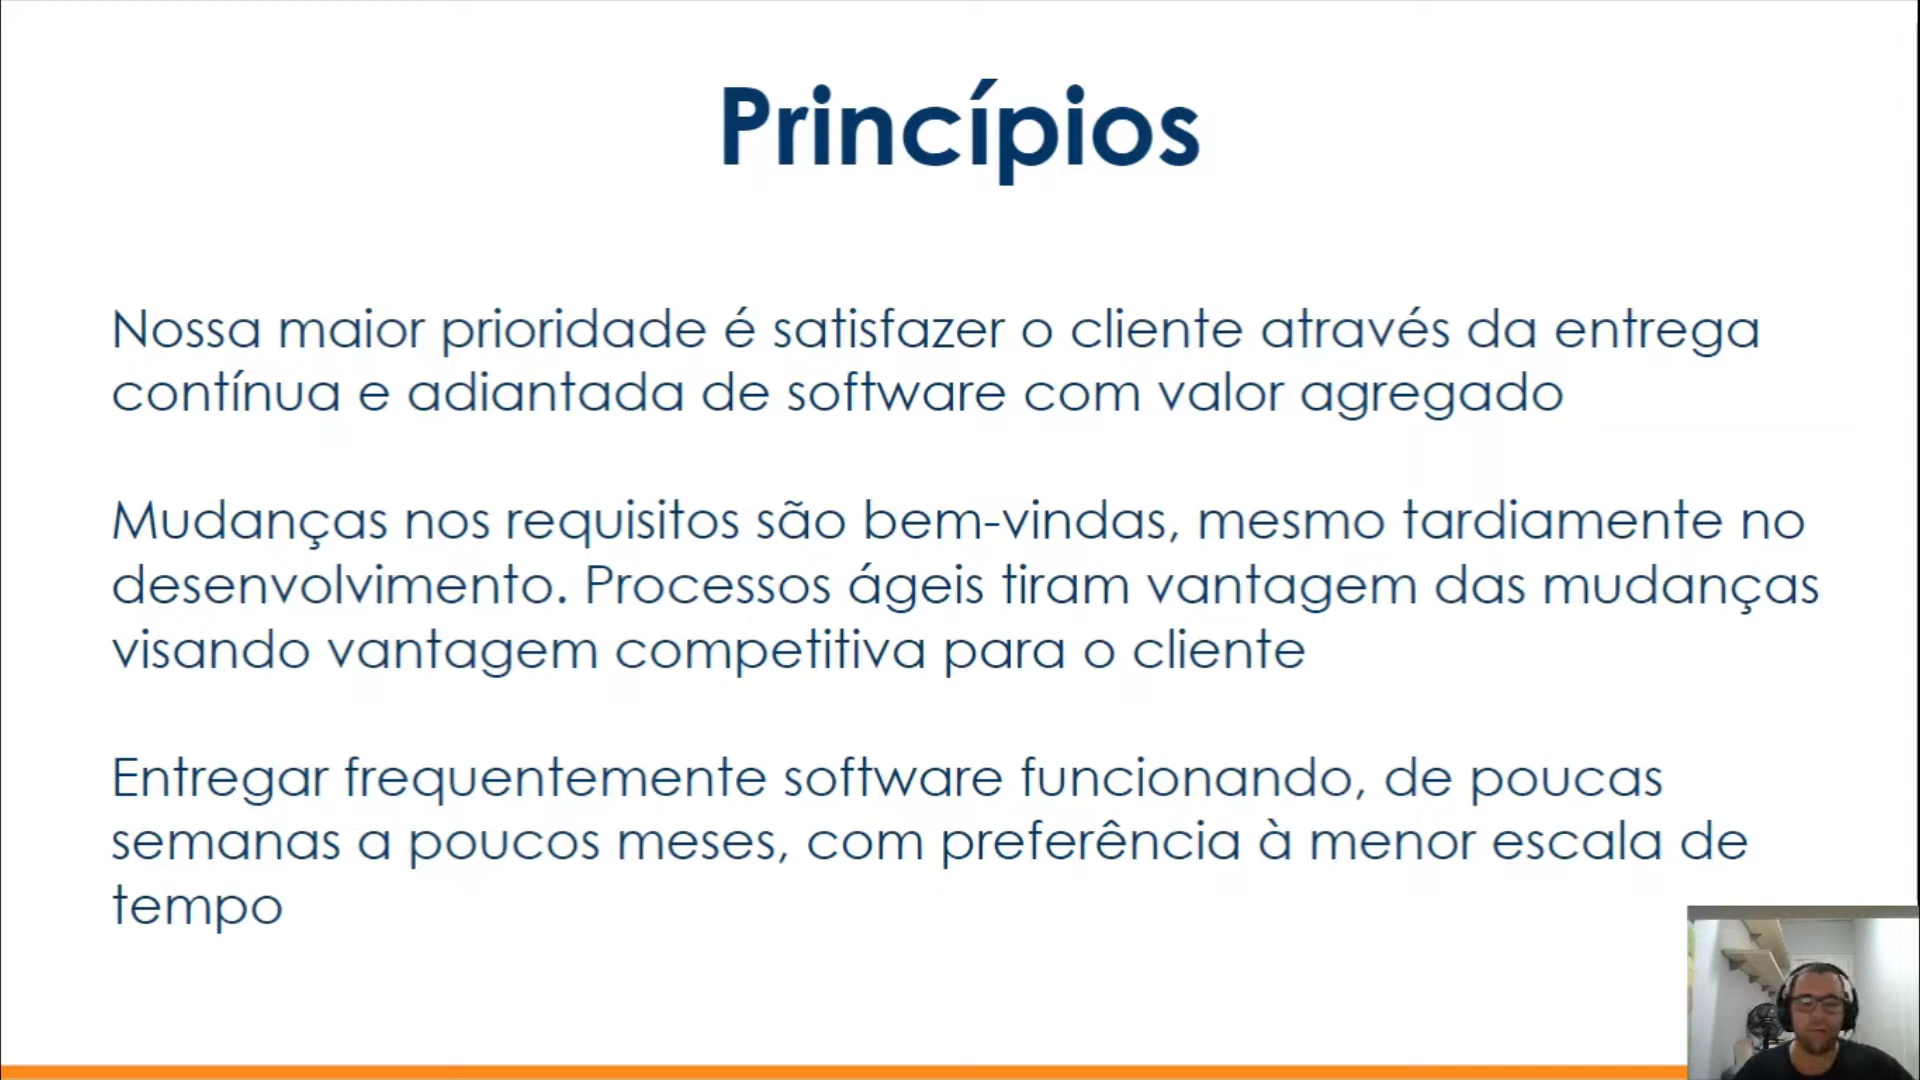 Princípios
Nossa maior prioridade é satisfazer o cliente através da entrega
contínua e adiantada de software com valor agregado
Mudanças nos requisitos são bem-vindas, mesmo tardiamente no
desenvolvimento. Processos ágeis tiram vantagem das mudanças
visando vantagem competitiva para o cliente
Entregar frequentemente software funcionando, de poucas
semanas a poucos meses, com preferência à menor escala de
tempo